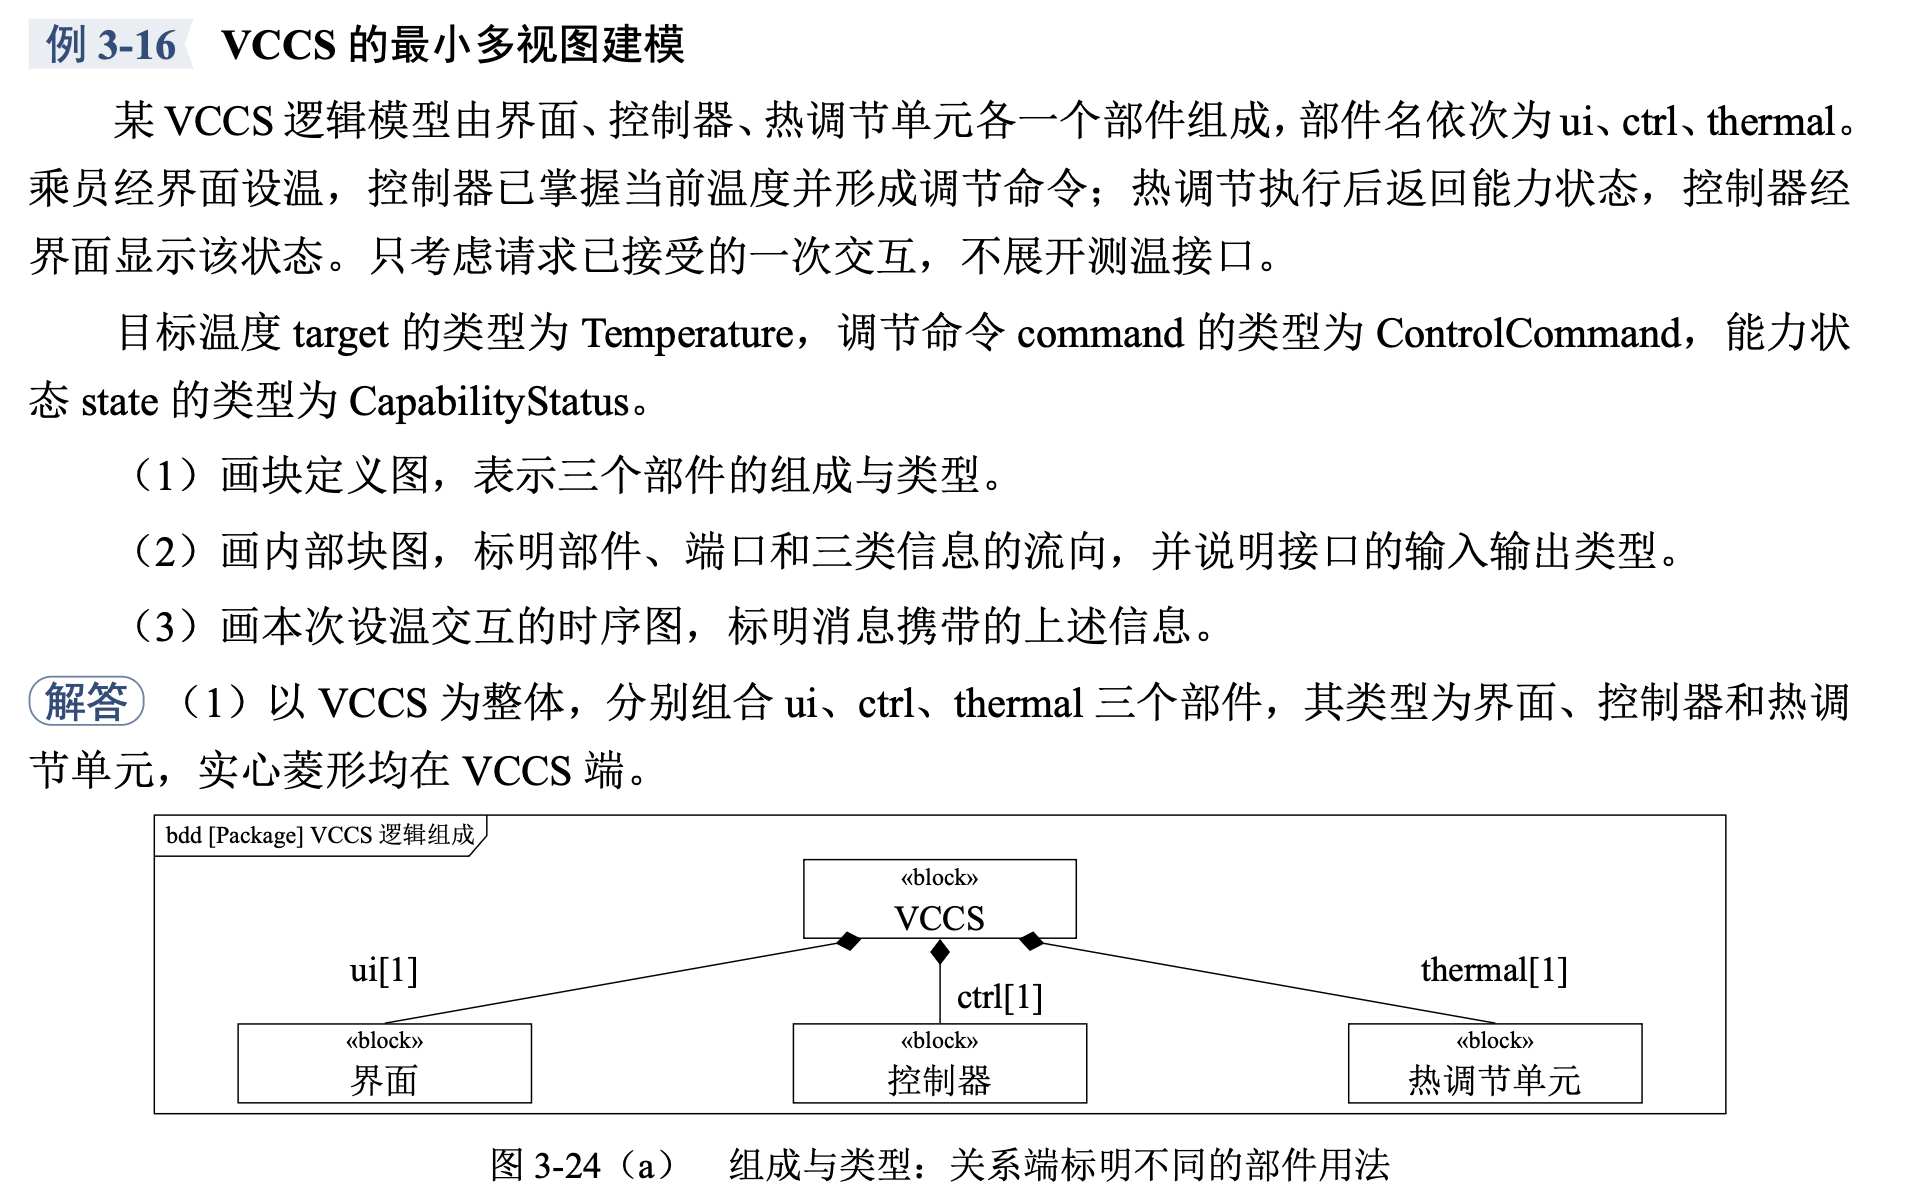 例 3-16 VCCS 的最小多视图建模
某 VCCS 逻辑模型由界面、控制器、热调节单元各一个部件组成，部件名依次为 ui、ctrl、thermal。
乘员经界面设温，控制器已掌握当前温度并形成调节命令；热调节执行后返回能力状态，控制器经
界面显示该状态。只考虑请求已接受的一次交互，不展开测温接口。
目标温度 target 的类型为 Temperature，调节命令 command 的类型为 ControlCommand，能力状
态 state 的类型为 CapabilityStatus。
（1）画块定义图，表示三个部件的组成与类型。
（2）画内部块图，标明部件、端口和三类信息的流向，并说明接口的输入输出类型。
（3）画本次设温交互的时序图，标明消息携带的上述信息。
解答 （1）以 VCCS 为整体，分别组合 ui、ctrl、thermal 三个部件，其类型为界面、控制器和热调
节单元，实心菱形均在 VCCS 端。
bdd [Package] VCCS 逻辑组成
«block»
VCCS
ui[1]
thermal[1]
ctrl[1]
«block»
界面
«block»
控制器
«block»
热调节单元
图 3-24（a） 组成与类型：关系端标明不同的部件用法